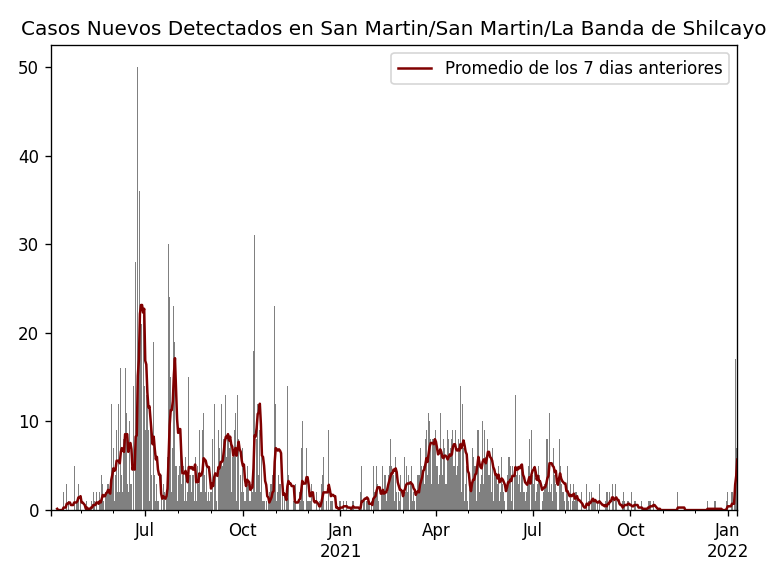 Casos Nuevos Detectados en San Martin/San Martin/La Banda de Shilcayo
Promedio de los 7 dias anteriores
50
40
30
20
10
0
Jul
Oct
Jan
2021
Apr
Jul
Oct
Jan
2022